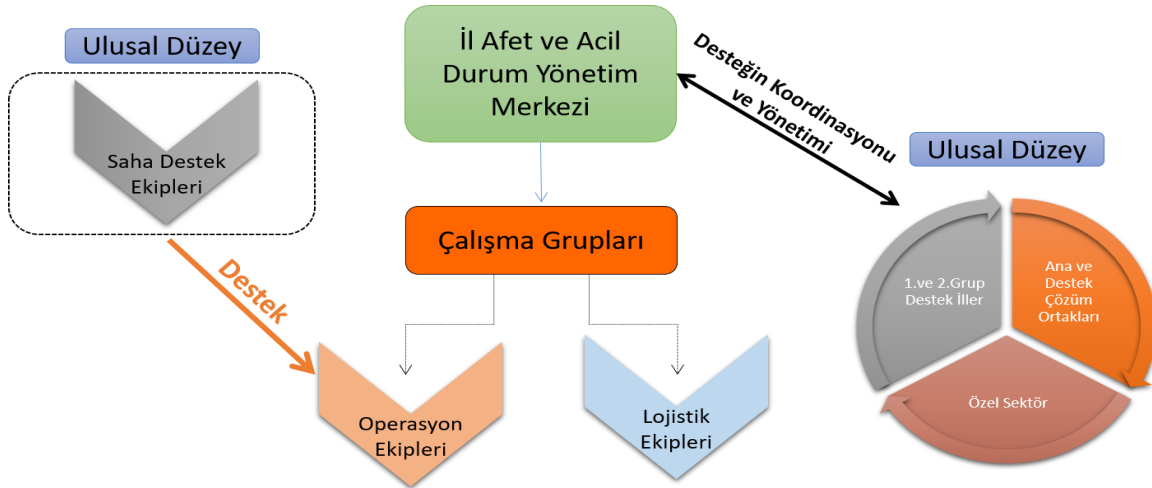 Ulusal Düzey
Saha Destek
Ekipleri
Destek
İl Afet ve Acil
Durum Yönetim
Merkezi
Çalışma Grupları
Operasyon
Ekipleri
Lojistik
Ekipleri
Desteğin Koordinasyonu
ve Yönetimi
Ulusal Düzey
1.ve 2.Grup
Destek İller
Ana ve
Destek
Çözüm
Ortakları
Özel Sektör